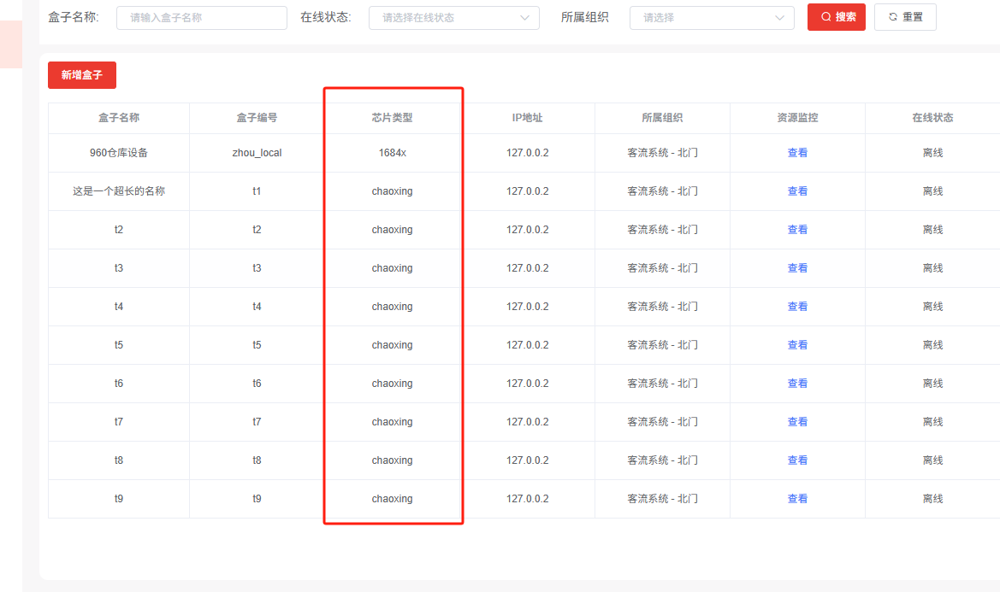 盒子名称: 请输入盒子名称 在线状态: 请选择在线状态 所属组织 请选择 搜索 重置
新增盒子
盒子名称 盒子编号 芯片类型 IP地址 所属组织 资源监控 在线状态
960仓库设备 zhou_local 1684x 127.0.0.2 客流系统 - 北门 查看 离线
这是一个超长的名称 t1 chaoxing 127.0.0.2 客流系统 - 北门 查看 离线
t2 t2 chaoxing 127.0.0.2 客流系统 - 北门 查看 离线
t3 t3 chaoxing 127.0.0.2 客流系统 - 北门 查看 离线
t4 t4 chaoxing 127.0.0.2 客流系统 - 北门 查看 离线
t5 t5 chaoxing 127.0.0.2 客流系统 - 北门 查看 离线
t6 t6 chaoxing 127.0.0.2 客流系统 - 北门 查看 离线
t7 t7 chaoxing 127.0.0.2 客流系统 - 北门 查看 离线
t8 t8 chaoxing 127.0.0.2 客流系统 - 北门 查看 离线
t9 t9 chaoxing 127.0.0.2 客流系统 - 北门 查看 离线